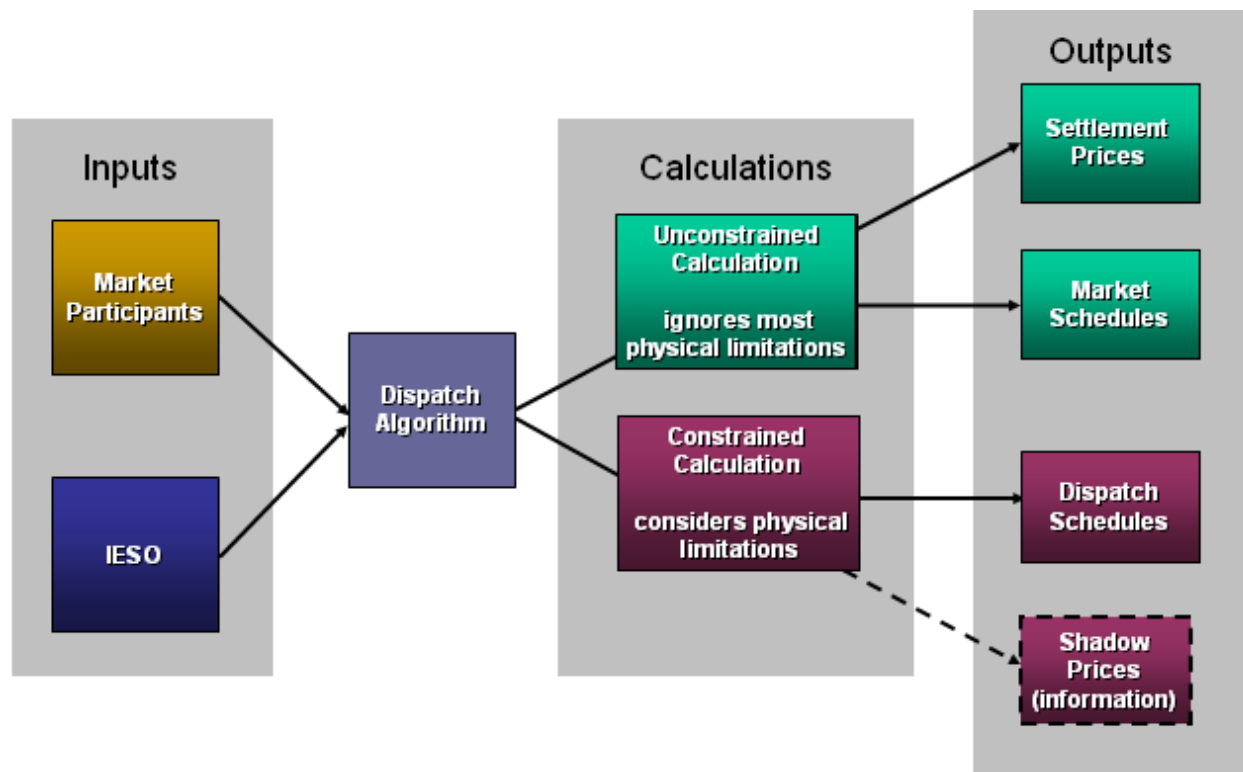 Inputs
Market
Participants
IESO
Dispatch
Algorithm
Calculations
Unconstrained
Calculation
ignores most
physical limitations
Constrained
Calculation
considers physical
limitations
Outputs
Settlement
Prices
Market
Schedules
Dispatch
Schedules
Shadow
Prices
(information)